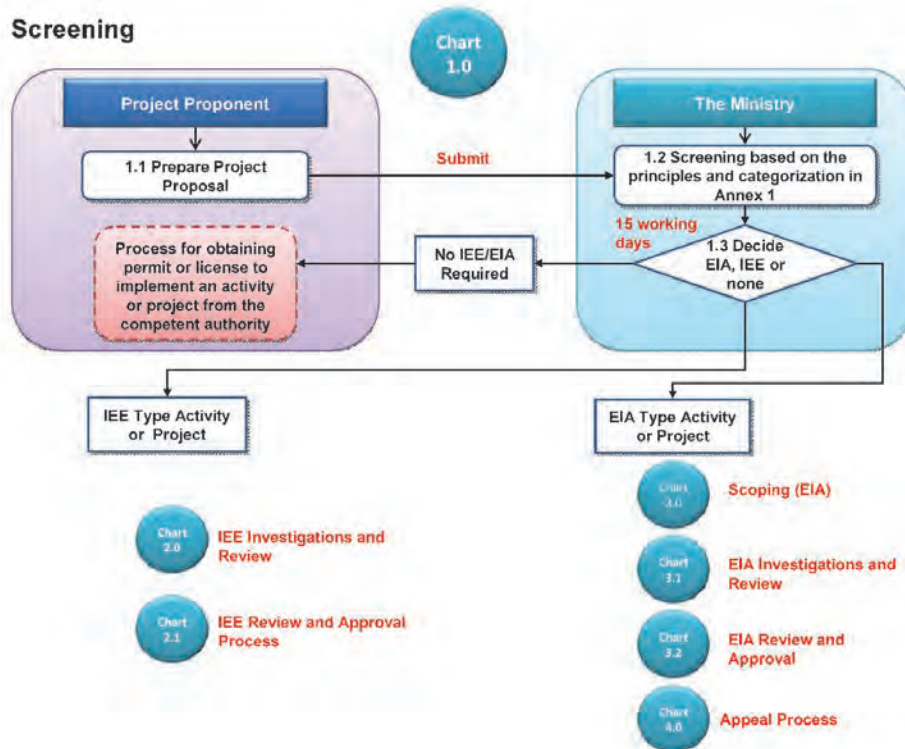 Screening
Chart
1.0
Project Proponent
The Ministry
1.1 Prepare Project
Proposal
Submit
1.2 Screening based on the
principles and categorization in
Annex 1
15 working
days
1.3 Decide
EIA, IEE or
none
No IEE/EIA
Required
Process for obtaining
permit or license to
implement an activity
or project from the
competent authority
IEE Type Activity
or Project
EIA Type Activity
or Project
Chart
2.0
IEE Investigations and
Review
Chart
2.1
IEE Review and Approval
Process
Chart
3.0
Scoping (EIA)
Chart
3.1
EIA Investigations and
Review
Chart
3.2
EIA Review and
Approval
Chart
4.0
Appeal Process